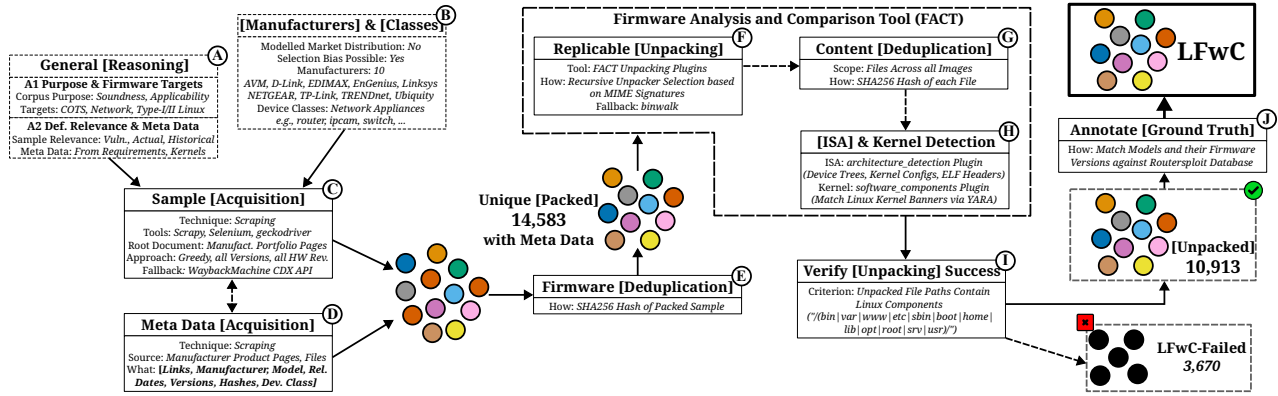 A
General [Reasoning]
A1 Purpose & Firmware Targets
Corpus Purpose: Soundness, Applicability
Targets: COTS, Network, Type-I/II Linux
A2 Def. Relevance & Meta Data
Sample Relevance: Vuln., Actual, Historical
Meta Data: From Requirements, Kernels
B
[Manufacturers] & [Classes]
Modelled Market Distribution: No
Selection Bias Possible: Yes
Manufacturers: 10
AVM, D-Link, EDIMAX, EnGenius, Linksys
NETGEAR, TP-Link, TRENDnet, Ubiquity
Device Classes: Network Appliances
e.g., router, ipcam, switch, ...
C
Sample [Acquisition]
Technique: Scraping
Tools: Scrapy, Selenium, geckodriver
Root Document: Manufact. Portfolio Pages
Approach: Greedy, all Versions, all HW Rev.
Fallback: WaybackMachine CDX API
D
Meta Data [Acquisition]
Technique: Scraping
Source: Manufacturer Product Pages, Files
What: [Links, Manufacturer, Model, Rel.
Dates, Versions, Hashes, Dev. Class]
E
Firmware [Deduplication]
How: SHA256 Hash of Packed Sample
Unique [Packed]
14,583
with Meta Data
Firmware Analysis and Comparison Tool (FACT)
F
Replicable [Unpacking]
Tool: FACT Unpacking Plugins
How: Recursive Unpacker Selection based
on MIME Signatures
Fallback: binwalk
G
Content [Deduplication]
Scope: Files Across all Images
How: SHA256 Hash of each File
H
[ISA] & Kernel Detection
ISA: architecture_detection Plugin
(Device Trees, Kernel Configs, ELF Headers)
Kernel: software_components Plugin
(Match Linux Kernel Banners via YARA)
I
Verify [Unpacking] Success
Criterion: Unpacked File Paths Contain
Linux Components
("/(bin|var|www|etc|sbin|boot|home|
lib|opt|root|srv|usr)/")
LFwC-Failed
3,670
[Unpacked]
10,913
J
Annotate [Ground Truth]
How: Match Models and their Firmware
Versions against Routersploit Database
LFwC